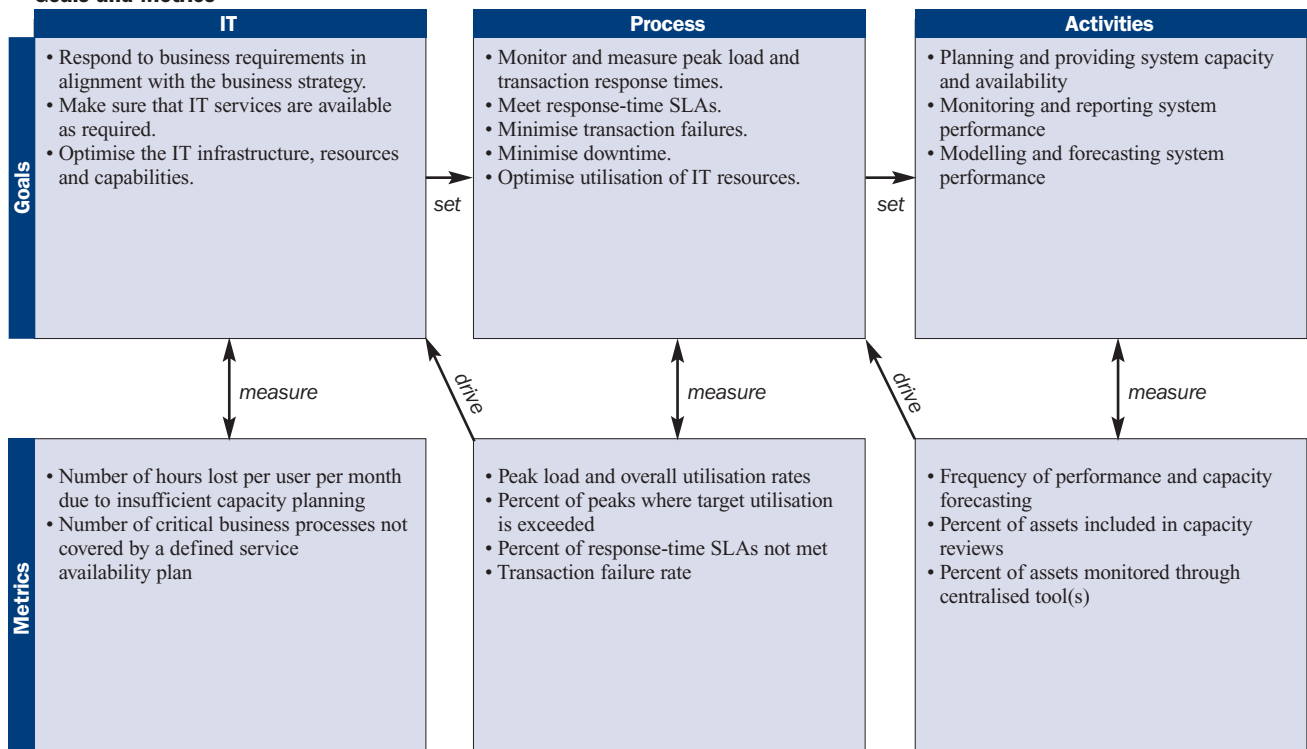 Goals and Metrics
IT
Process
Activities
Goals
• Respond to business requirements in
alignment with the business strategy.
• Make sure that IT services are available
as required.
• Optimise the IT infrastructure, resources
and capabilities.
set
• Monitor and measure peak load and
transaction response times.
• Meet response-time SLAs.
• Minimise transaction failures.
• Minimise downtime.
• Optimise utilisation of IT resources.
set
• Planning and providing system capacity
and availability
• Monitoring and reporting system
performance
• Modelling and forecasting system
performance
measure
drive
measure
drive
measure
Metrics
• Number of hours lost per user per month
due to insufficient capacity planning
• Number of critical business processes not
covered by a defined service
availability plan
• Peak load and overall utilisation rates
• Percent of peaks where target utilisation
is exceeded
• Percent of response-time SLAs not met
• Transaction failure rate
• Frequency of performance and capacity
forecasting
• Percent of assets included in capacity
reviews
• Percent of assets monitored through
centralised tool(s)